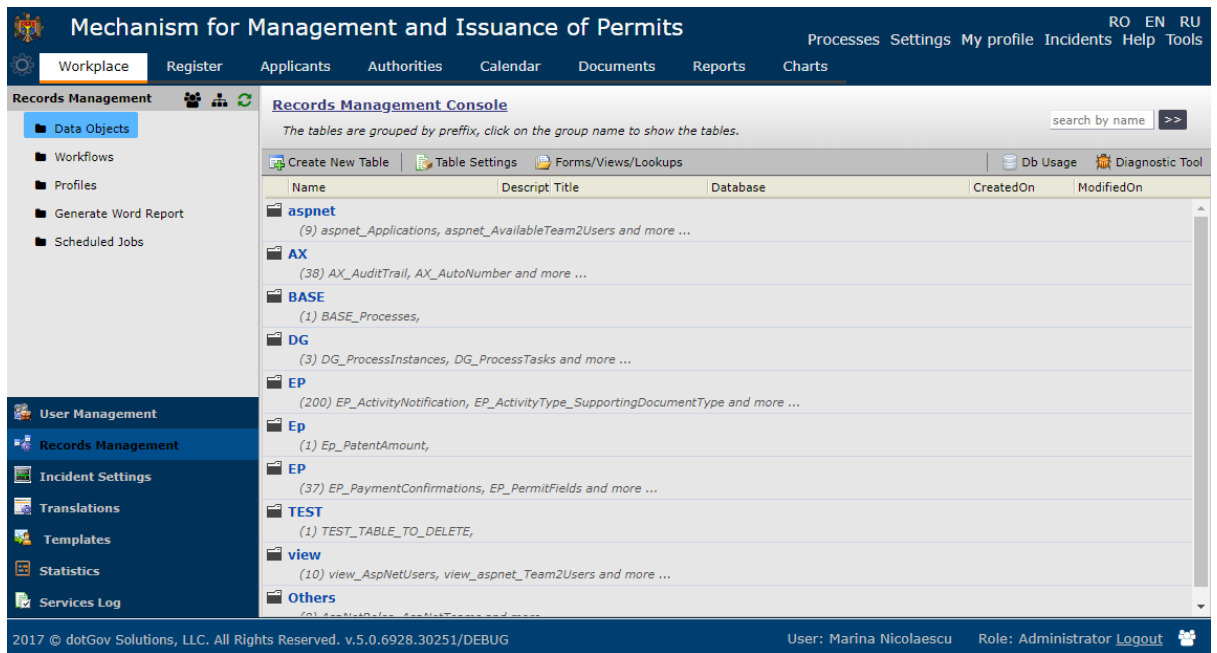 Mechanism for Management and Issuance of Permits
RO EN RU
Processes Settings My profile Incidents Help Tools
Workplace Register Applicants Authorities Calendar Documents Reports Charts
Records Management
Data Objects
Workflows
Profiles
Generate Word Report
Scheduled Jobs
User Management
Records Management
Incident Settings
Translations
Templates
Statistics
Services Log
Records Management Console
The tables are grouped by preffix, click on the group name to show the tables.
search by name >>
Create New Table Table Settings Forms/Views/Lookups Db Usage Diagnostic Tool
Name Descript Title Database CreatedOn ModifiedOn
aspnet
(9) aspnet_Applications, aspnet_AvailableTeam2Users and more ...
AX
(38) AX_AuditTrail, AX_AutoNumber and more ...
BASE
(1) BASE_Processes,
DG
(3) DG_ProcessInstances, DG_ProcessTasks and more ...
EP
(200) EP_ActivityNotification, EP_ActivityType_SupportingDocumentType and more ...
Ep
(1) Ep_PatentAmount,
EP
(37) EP_PaymentConfirmations, EP_PermitFields and more ...
TEST
(1) TEST_TABLE_TO_DELETE,
view
(10) view_AspNetUsers, view_aspnet_Team2Users and more ...
Others
2017 © dotGov Solutions, LLC. All Rights Reserved. v.5.0.6928.30251/DEBUG
User: Marina Nicolaescu Role: Administrator Logout